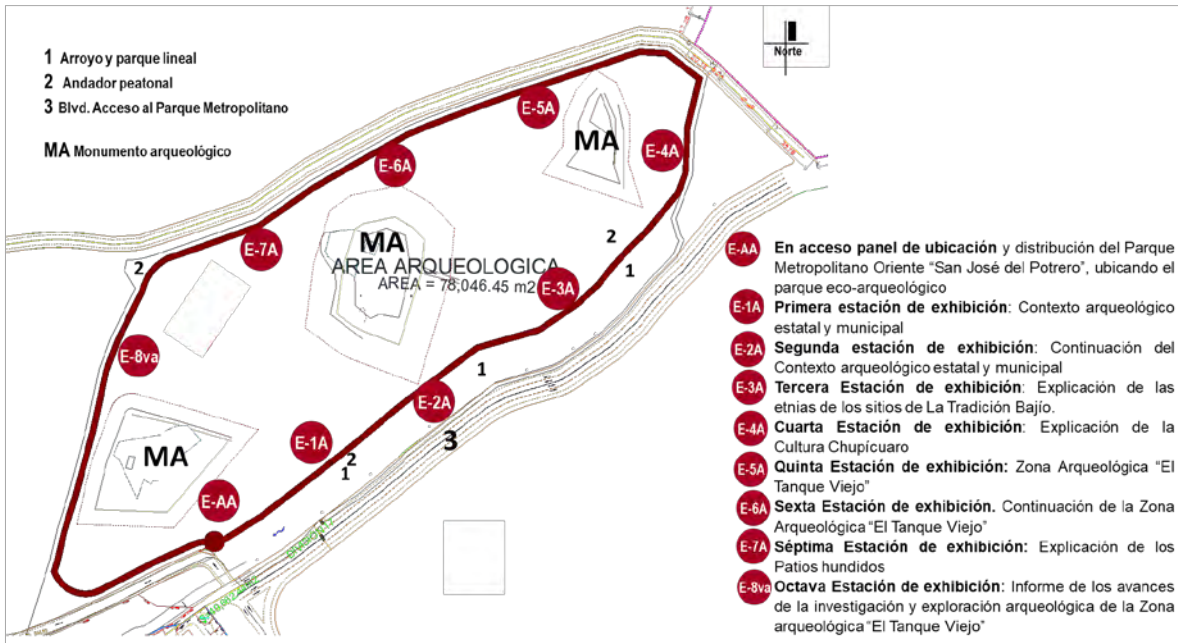 1 Arroyo y parque lineal
2 Andador peatonal
3 Blvd. Acceso al Parque Metropolitano
MA Monumento arqueológico
Norte
E-5A
MA
E-4A
E-6A
2
1
E-7A
MA
AREA ARQUEOLOGICA
AREA = 78,046.45 m2
E-3A
2
E-8va
1
E-2A
3
E-1A
2
1
MA
E-AA
E-AA En acceso panel de ubicación y distribución del Parque
Metropolitano Oriente “San José del Potrero”, ubicando el
parque eco-arqueológico
E-1A Primera estación de exhibición: Contexto arqueológico
estatal y municipal
E-2A Segunda estación de exhibición: Continuación del
Contexto arqueológico estatal y municipal
E-3A Tercera Estación de exhibición: Explicación de las
etnias de los sitios de La Tradición Bajío.
E-4A Cuarta Estación de exhibición: Explicación de la
Cultura Chupícuaro
E-5A Quinta Estación de exhibición: Zona Arqueológica “El
Tanque Viejo”
E-6A Sexta Estación de exhibición. Continuación de la Zona
Arqueológica “El Tanque Viejo”
E-7A Séptima Estación de exhibición: Explicación de los
Patios hundidos
E-8va Octava Estación de exhibición: Informe de los avances
de la investigación y exploración arqueológica de la Zona
arqueológica “El Tanque Viejo”